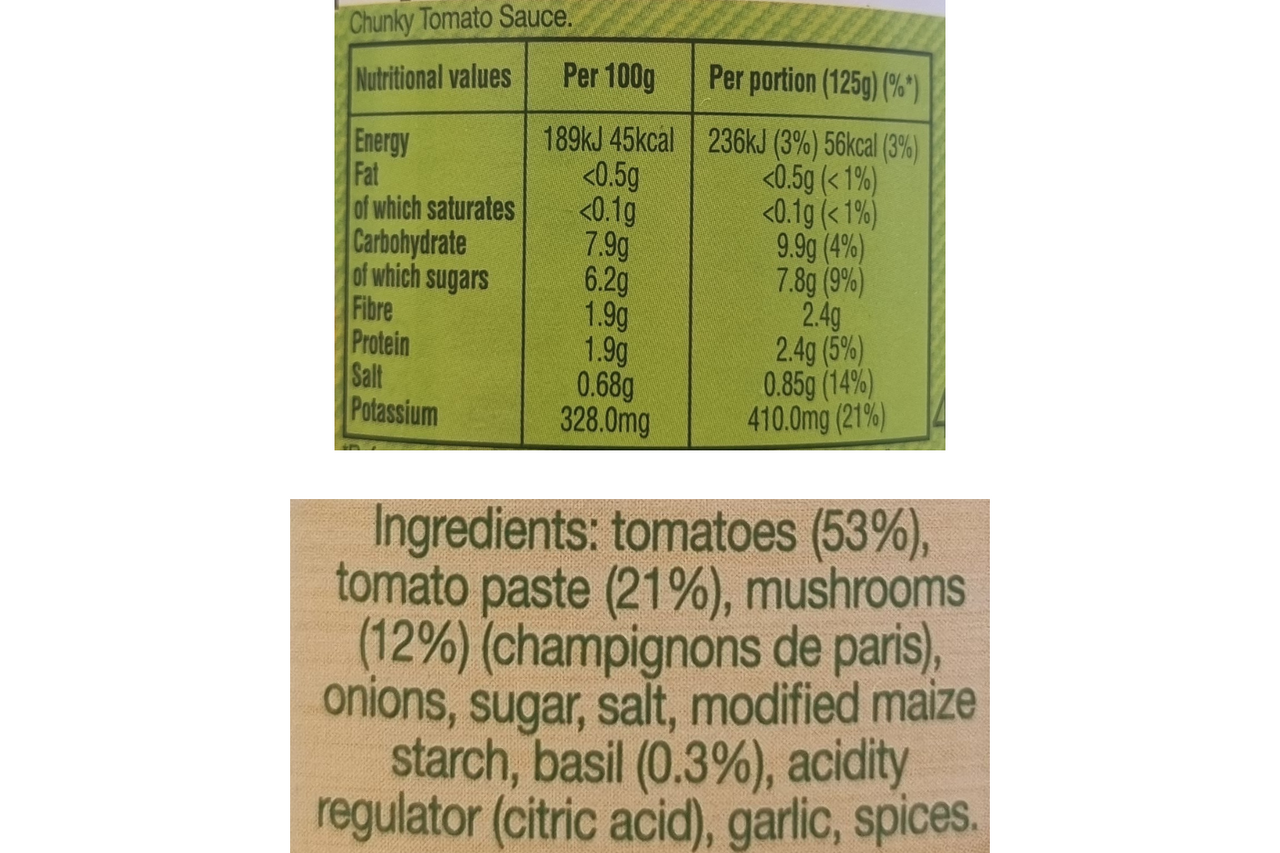 Chunky Tomato Sauce.
Nutritional values Per 100g Per portion (125g) (%*)
Energy 189kJ 45kcal 236kJ (3%) 56kcal (3%)
Fat <0.5g <0.5g (<1%)
of which saturates <0.1g <0.1g (<1%)
Carbohydrate 7.9g 9.9g (4%)
of which sugars 6.2g 7.8g (9%)
Fibre 1.9g 2.4g
Protein 1.9g 2.4g (5%)
Salt 0.68g 0.85g (14%)
Potassium 328.0mg 410.0mg (21%)
Ingredients: tomatoes (53%),
tomato paste (21%), mushrooms
(12%) (champignons de paris),
onions, sugar, salt, modified maize
starch, basil (0.3%), acidity
regulator (citric acid), garlic, spices.